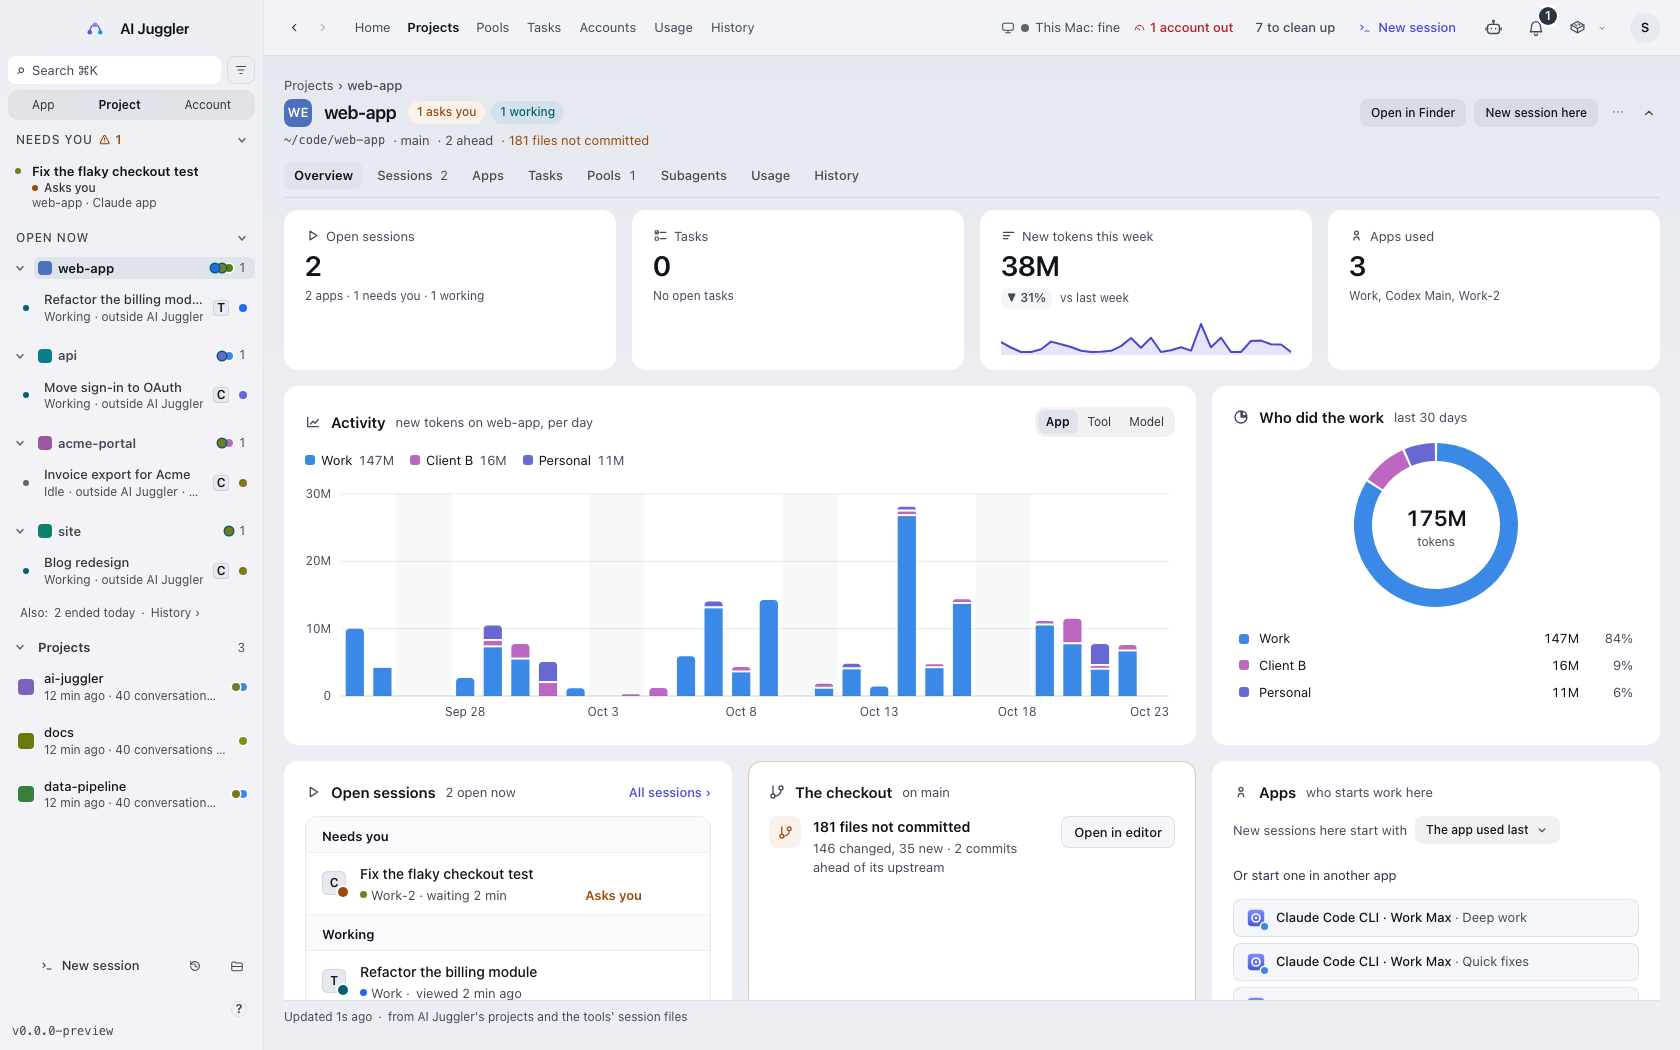 AI Juggler
Search ⌘K
App Project Account
NEEDS YOU 1
Fix the flaky checkout test
Asks you
web-app · Claude app
OPEN NOW
web-app 1
Refactor the billing mod... T
Working · outside AI Juggler
api 1
Move sign-in to OAuth C
Working · outside AI Juggler
acme-portal 1
Invoice export for Acme C
Idle · outside AI Juggler · ...
site 1
Blog redesign C
Working · outside AI Juggler
Also: 2 ended today · History ›
Projects 3
ai-juggler
12 min ago · 40 conversation...
docs
12 min ago · 40 conversations ...
data-pipeline
12 min ago · 40 conversation...
New session
?
v0.0.0-preview
Home Projects Pools Tasks Accounts Usage History
This Mac: fine 1 account out 7 to clean up New session 1 S
Projects › web-app
WE web-app 1 asks you 1 working
Open in Finder New session here ...
~/code/web-app · main · 2 ahead · 181 files not committed
Overview Sessions 2 Apps Tasks Pools 1 Subagents Usage History
Open sessions
2
2 apps · 1 needs you · 1 working
Tasks
0
No open tasks
New tokens this week
38M
▼ 31% vs last week
Apps used
3
Work, Codex Main, Work-2
Activity new tokens on web-app, per day
App Tool Model
Work 147M Client B 16M Personal 11M
30M
20M
10M
0
Sep 28 Oct 3 Oct 8 Oct 13 Oct 18 Oct 23
Who did the work last 30 days
175M
tokens
Work 147M 84%
Client B 16M 9%
Personal 11M 6%
Open sessions 2 open now All sessions ›
Needs you
C Fix the flaky checkout test
Work-2 · waiting 2 min Asks you
Working
T Refactor the billing module
Work · viewed 2 min ago
The checkout on main
181 files not committed
146 changed, 35 new · 2 commits
ahead of its upstream
Open in editor
Apps who starts work here
New sessions here start with The app used last
Or start one in another app
Claude Code CLI · Work Max · Deep work
Claude Code CLI · Work Max · Quick fixes
Updated 1s ago · from AI Juggler's projects and the tools' session files